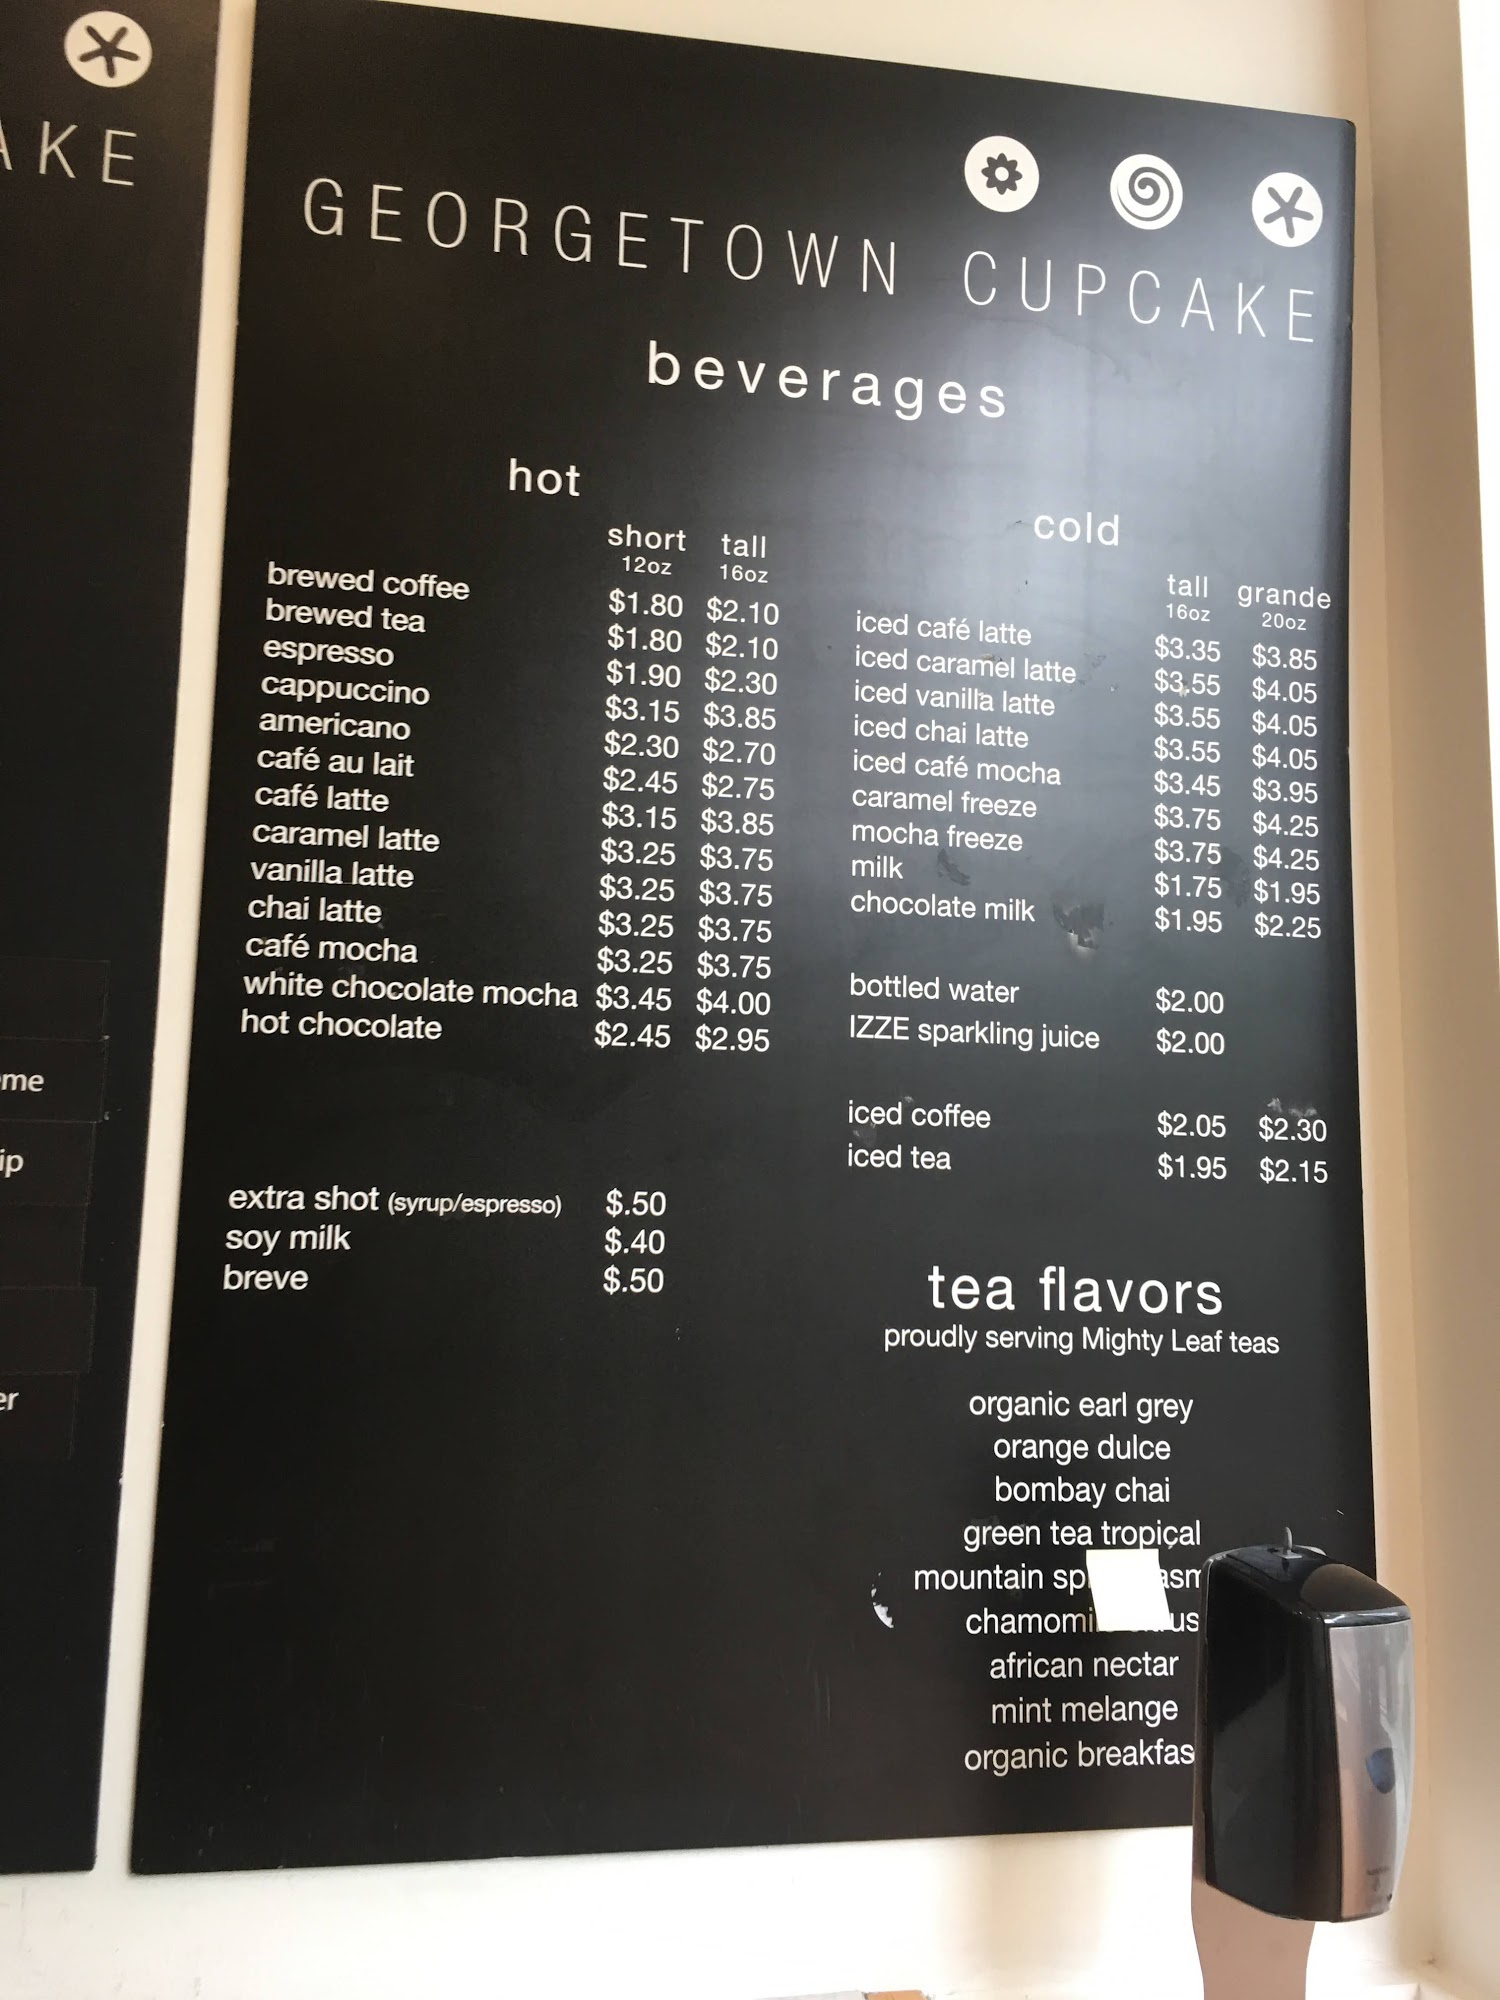 AKE
me
ip
er
GEORGETOWN CUPCAKE
beverages
hot
short tall
12oz 16oz
brewed coffee $1.80 $2.10
brewed tea $1.80 $2.10
espresso $1.90 $2.30
cappuccino $3.15 $3.85
americano $2.30 $2.70
café au lait $2.45 $2.75
café latte $3.15 $3.85
caramel latte $3.25 $3.75
vanilla latte $3.25 $3.75
chai latte $3.25 $3.75
café mocha $3.25 $3.75
white chocolate mocha $3.45 $4.00
hot chocolate $2.45 $2.95
extra shot (syrup/espresso) $.50
soy milk $.40
breve $.50
cold
tall grande
16oz 20oz
iced café latte $3.35 $3.85
iced caramel latte $3.55 $4.05
iced vanilla latte $3.55 $4.05
iced chai latte $3.55 $4.05
iced café mocha $3.45 $3.95
caramel freeze $3.75 $4.25
mocha freeze $3.75 $4.25
milk $1.75 $1.95
chocolate milk $1.95 $2.25
bottled water $2.00
IZZE sparkling juice $2.00
iced coffee $2.05 $2.30
iced tea $1.95 $2.15
tea flavors
proudly serving Mighty Leaf teas
organic earl grey
orange dulce
bombay chai
green tea tropical
mountain
african nectar
mint melange
organic breakfas